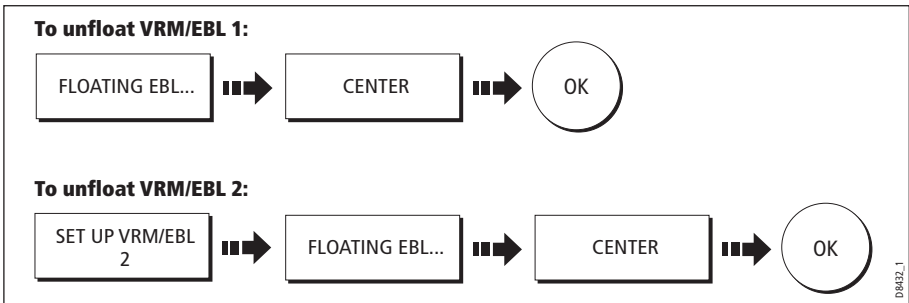 To unfloat VRM/EBL 1:
FLOATING EBL...
CENTER
OK
To unfloat VRM/EBL 2:
SET UP VRM/EBL
2
FLOATING EBL...
CENTER
OK
D8432_1